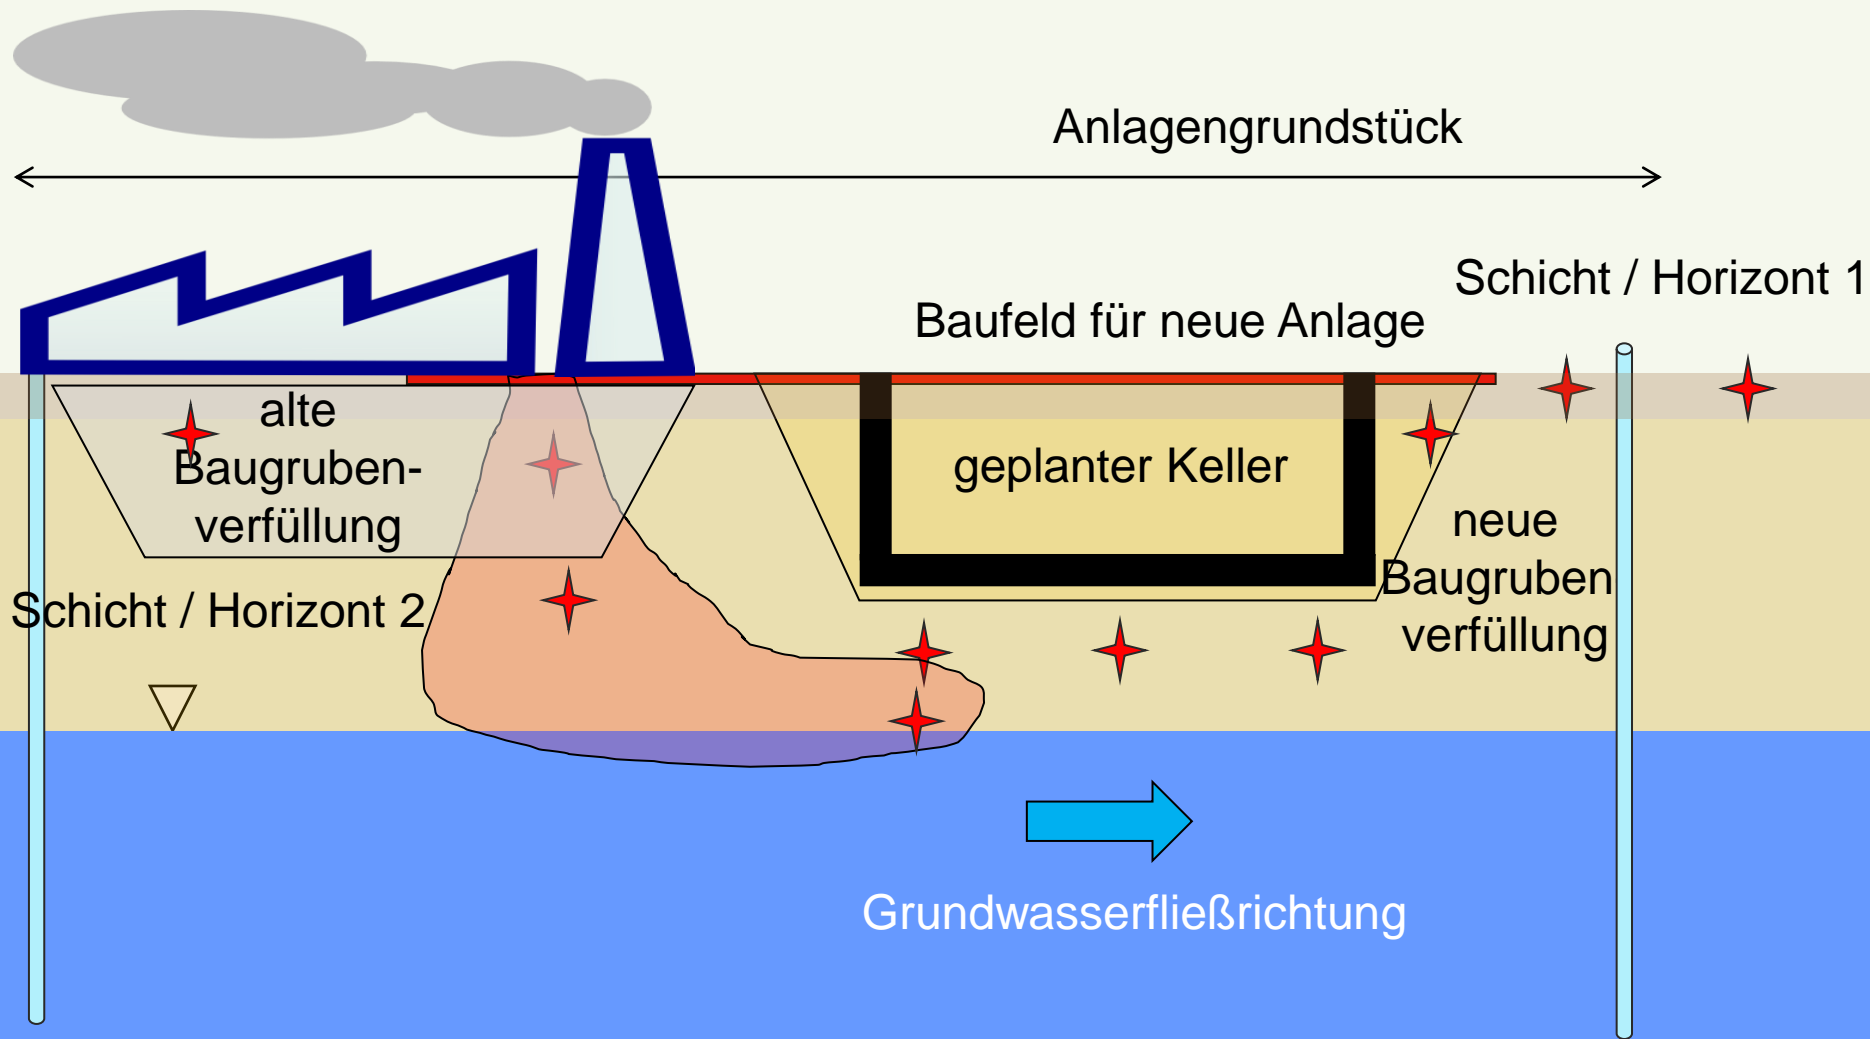 Anlagengrundstück
Schicht / Horizont 1
Baufeld für neue Anlage
alte
Baugruben-
verfüllung
geplanter Keller
neue
Baugruben
verfüllung
Schicht / Horizont 2
Grundwasserfließrichtung